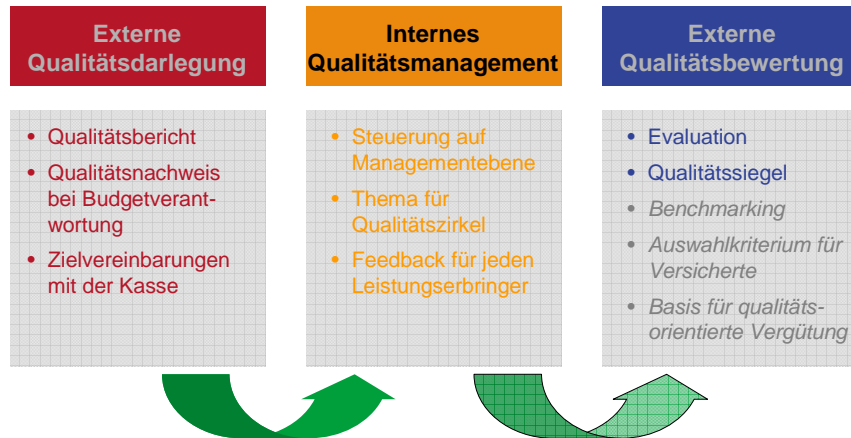 Externe
Qualitätsdarlegung
• Qualitätsbericht
• Qualitätsnachweis
bei Budgetverant-
wortung
• Zielvereinbarungen
mit der Kasse
Internes
Qualitätsmanagement
• Steuerung auf
Managementebene
• Thema für
Qualitätszirkel
• Feedback für jeden
Leistungserbringer
Externe
Qualitätsbewertung
• Evaluation
• Qualitätssiegel
• Benchmarking
• Auswahlkriterium für
Versicherte
• Basis für qualitäts-
orientierte Vergütung